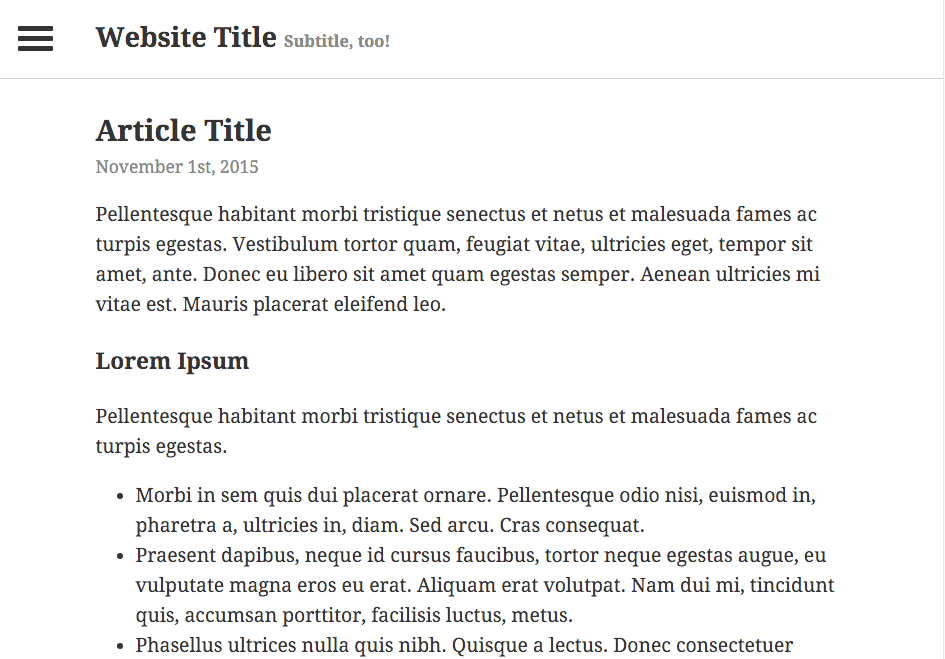 Website Title Subtitle, too!
Article Title
November 1st, 2015
Pellentesque habitant morbi tristique senectus et netus et malesuada fames ac
turpis egestas. Vestibulum tortor quam, feugiat vitae, ultricies eget, tempor sit
amet, ante. Donec eu libero sit amet quam egestas semper. Aenean ultricies mi
vitae est. Mauris placerat eleifend leo.
Lorem Ipsum
Pellentesque habitant morbi tristique senectus et netus et malesuada fames ac
turpis egestas.
• Morbi in sem quis dui placerat ornare. Pellentesque odio nisi, euismod in,
pharetra a, ultricies in, diam. Sed arcu. Cras consequat.
• Praesent dapibus, neque id cursus faucibus, tortor neque egestas augue, eu
vulputate magna eros eu erat. Aliquam erat volutpat. Nam dui mi, tincidunt
quis, accumsan porttitor, facilisis luctus, metus.
• Phasellus ultrices nulla quis nibh. Quisque a lectus. Donec consectetuer